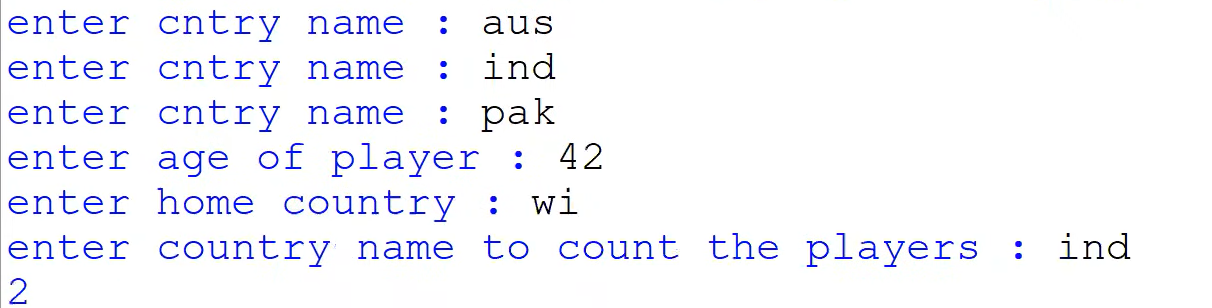 enter cntry name : aus
enter cntry name : ind
enter cntry name : pak
enter age of player : 42
enter home country : wi
enter country name to count the players : ind
2